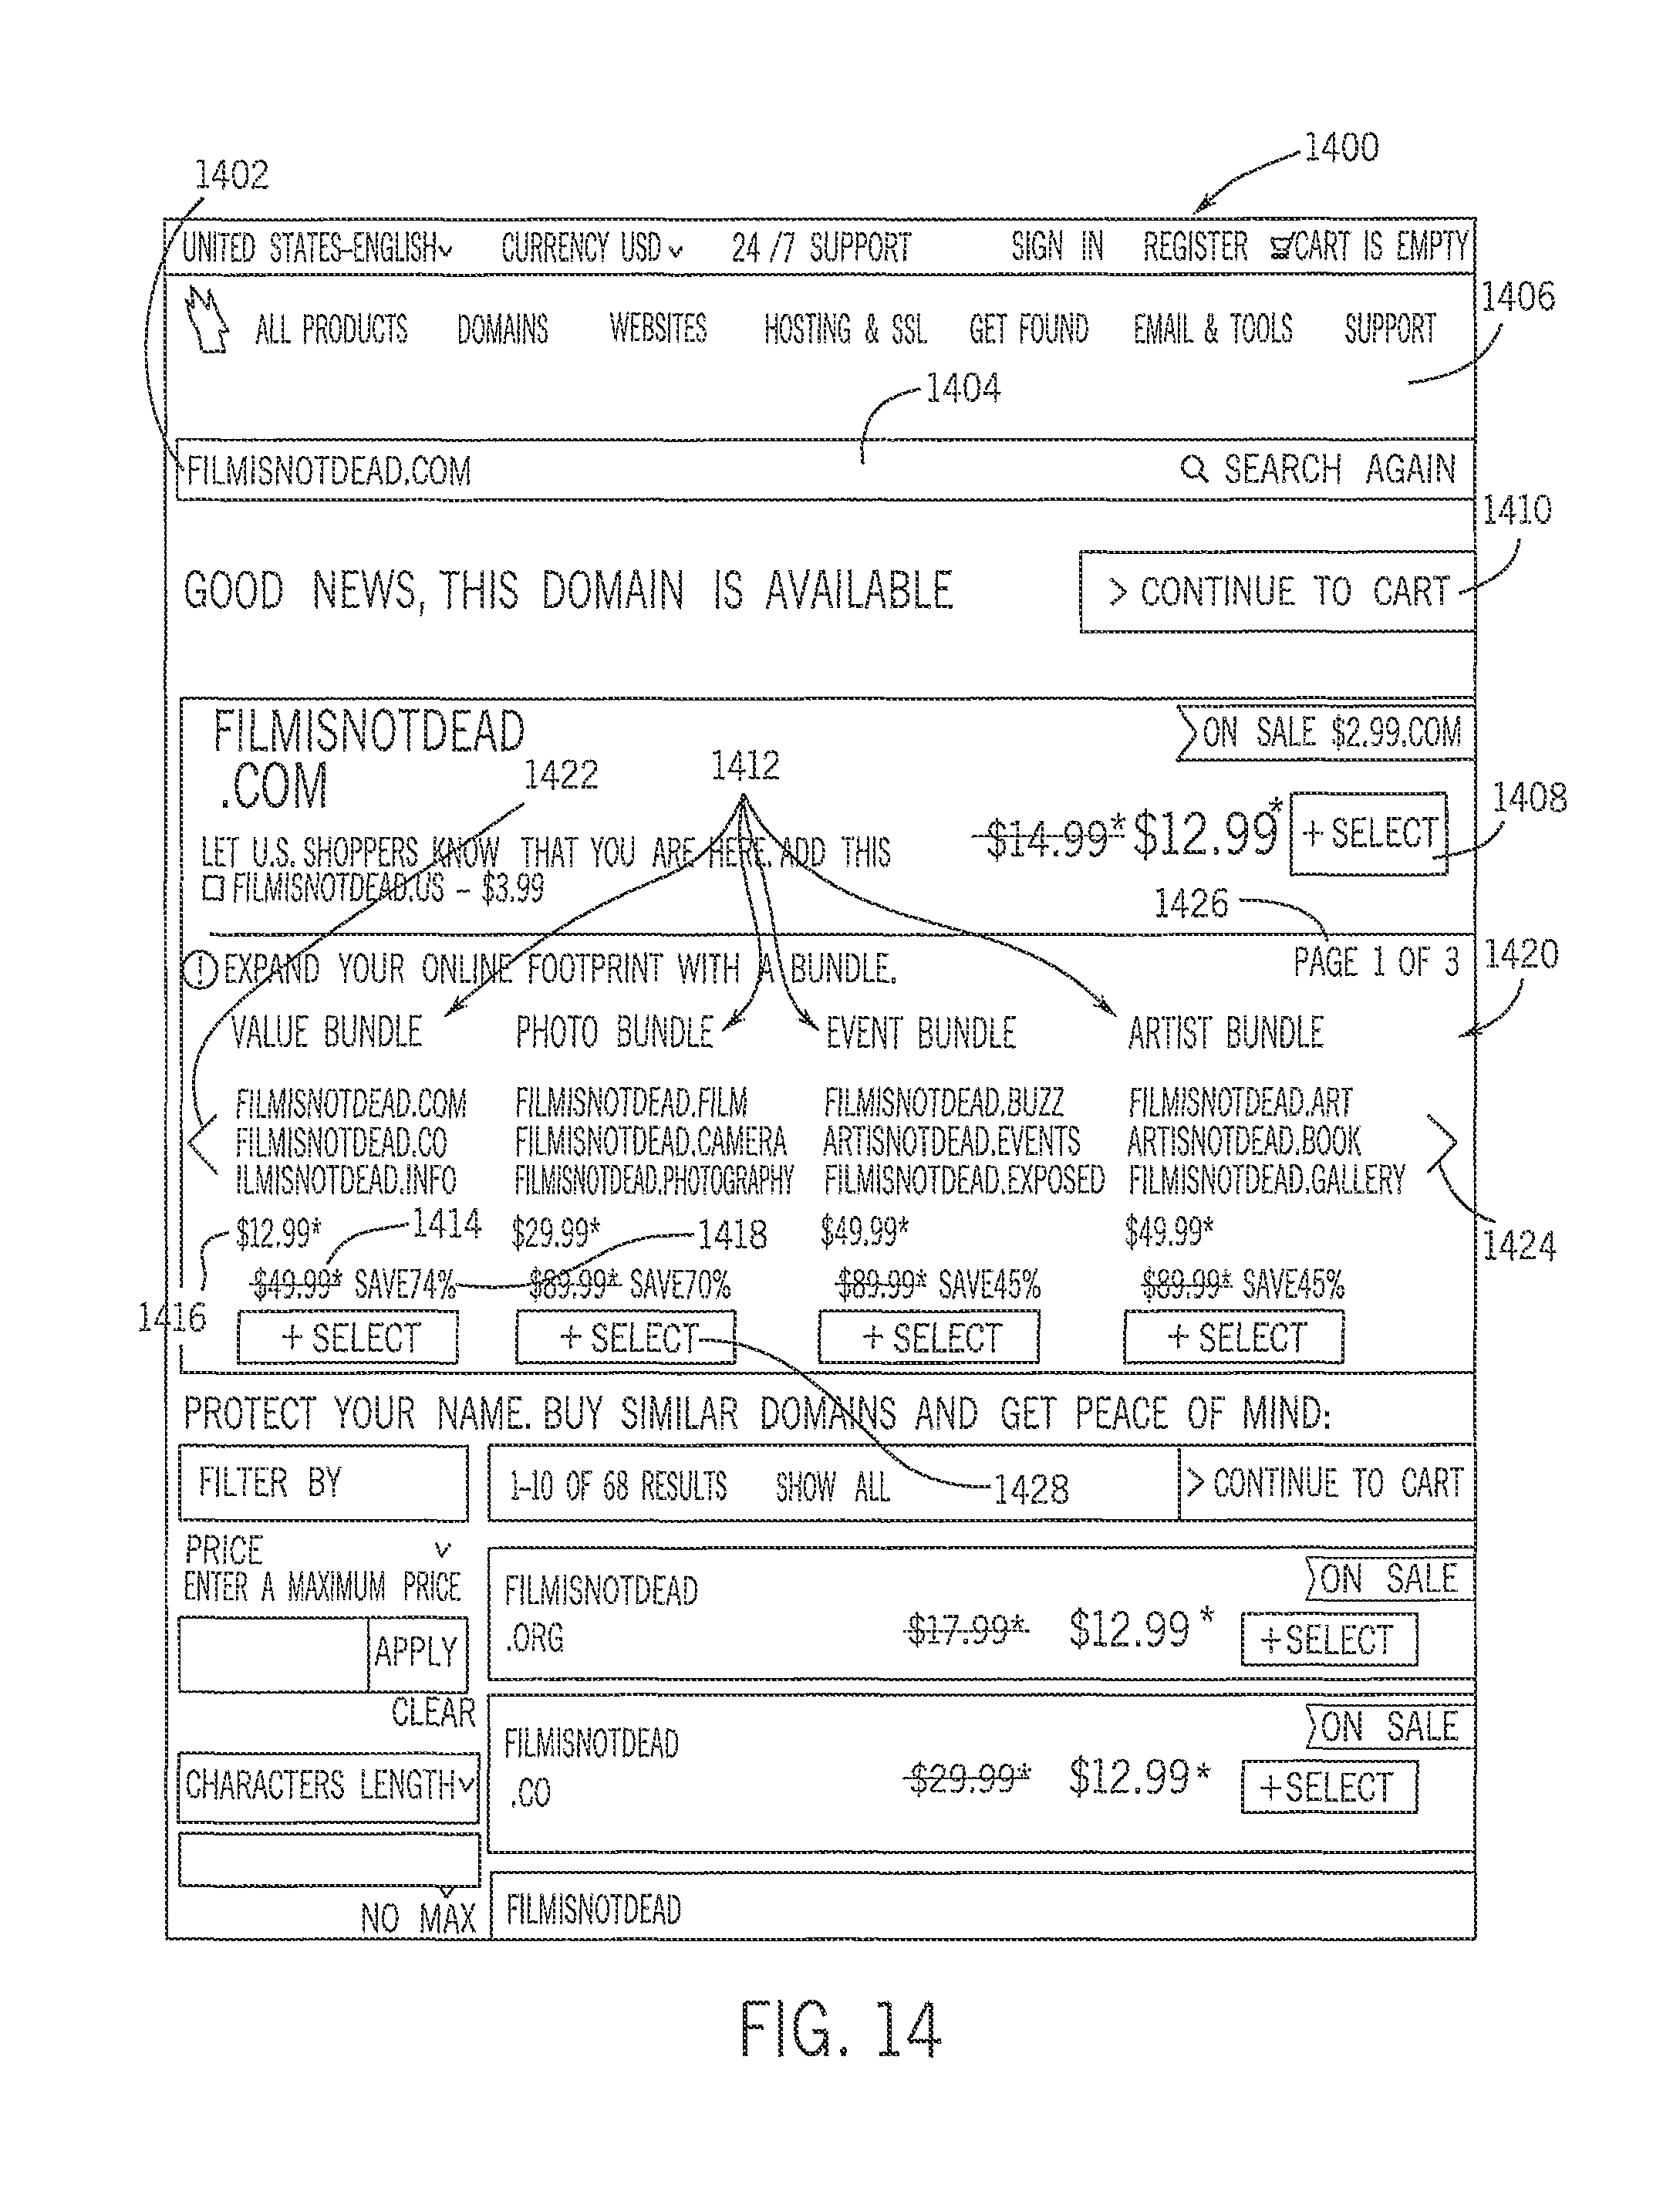 1400
1402
UNITED STATES-ENGLISH CURRENCY USD 24 /7 SUPPORT SIGN IN REGISTER CART IS EMPTY
1406
ALL PRODUCTS DOMAINS WEBSITES HOSTING & SSL GET FOUND EMAIL & TOOLS SUPPORT
1404
FILMISNOTDEAD.COM SEARCH AGAIN
1410
GOOD NEWS, THIS DOMAIN IS AVAILABLE > CONTINUE TO CART
FILMISNOTDEAD ON SALE $2.99.COM
.COM
1422 1412
1408
$14.99* $12.99* + SELECT
LET U.S. SHOPPERS KNOW THAT YOU ARE HERE. ADD THIS
FILMISNOTDEAD.US – $3.99
1426
! EXPAND YOUR ONLINE FOOTPRINT WITH A BUNDLE. PAGE 1 OF 3 1420
VALUE BUNDLE PHOTO BUNDLE EVENT BUNDLE ARTIST BUNDLE
FILMISNOTDEAD.COM FILMISNOTDEAD.FILM FILMISNOTDEAD.BUZZ FILMISNOTDEAD.ART
FILMISNOTDEAD.CO FILMISNOTDEAD.CAMERA ARTISNOTDEAD.EVENTS ARTISNOTDEAD.BOOK
ILMISNOTDEAD.INFO FILMISNOTDEAD.PHOTOGRAPHY FILMISNOTDEAD.EXPOSED FILMISNOTDEAD.GALLERY
$12.99* 1414 $29.99* 1418 $49.99* $49.99*
1424
$49.99* SAVE74% $89.99* SAVE70% $89.99* SAVE45% $89.99* SAVE45%
1416
+ SELECT + SELECT + SELECT + SELECT
PROTECT YOUR NAME. BUY SIMILAR DOMAINS AND GET PEACE OF MIND:
FILTER BY 1-10 OF 68 RESULTS SHOW ALL 1428 > CONTINUE TO CART
PRICE
ENTER A MAXIMUM PRICE
APPLY
CLEAR
CHARACTERS LENGTH
NO MAX
FILMISNOTDEAD ON SALE
.ORG $17.99* $12.99* +SELECT
FILMISNOTDEAD ON SALE
.CO $29.99* $12.99* +SELECT
FILMISNOTDEAD
FIG. 14